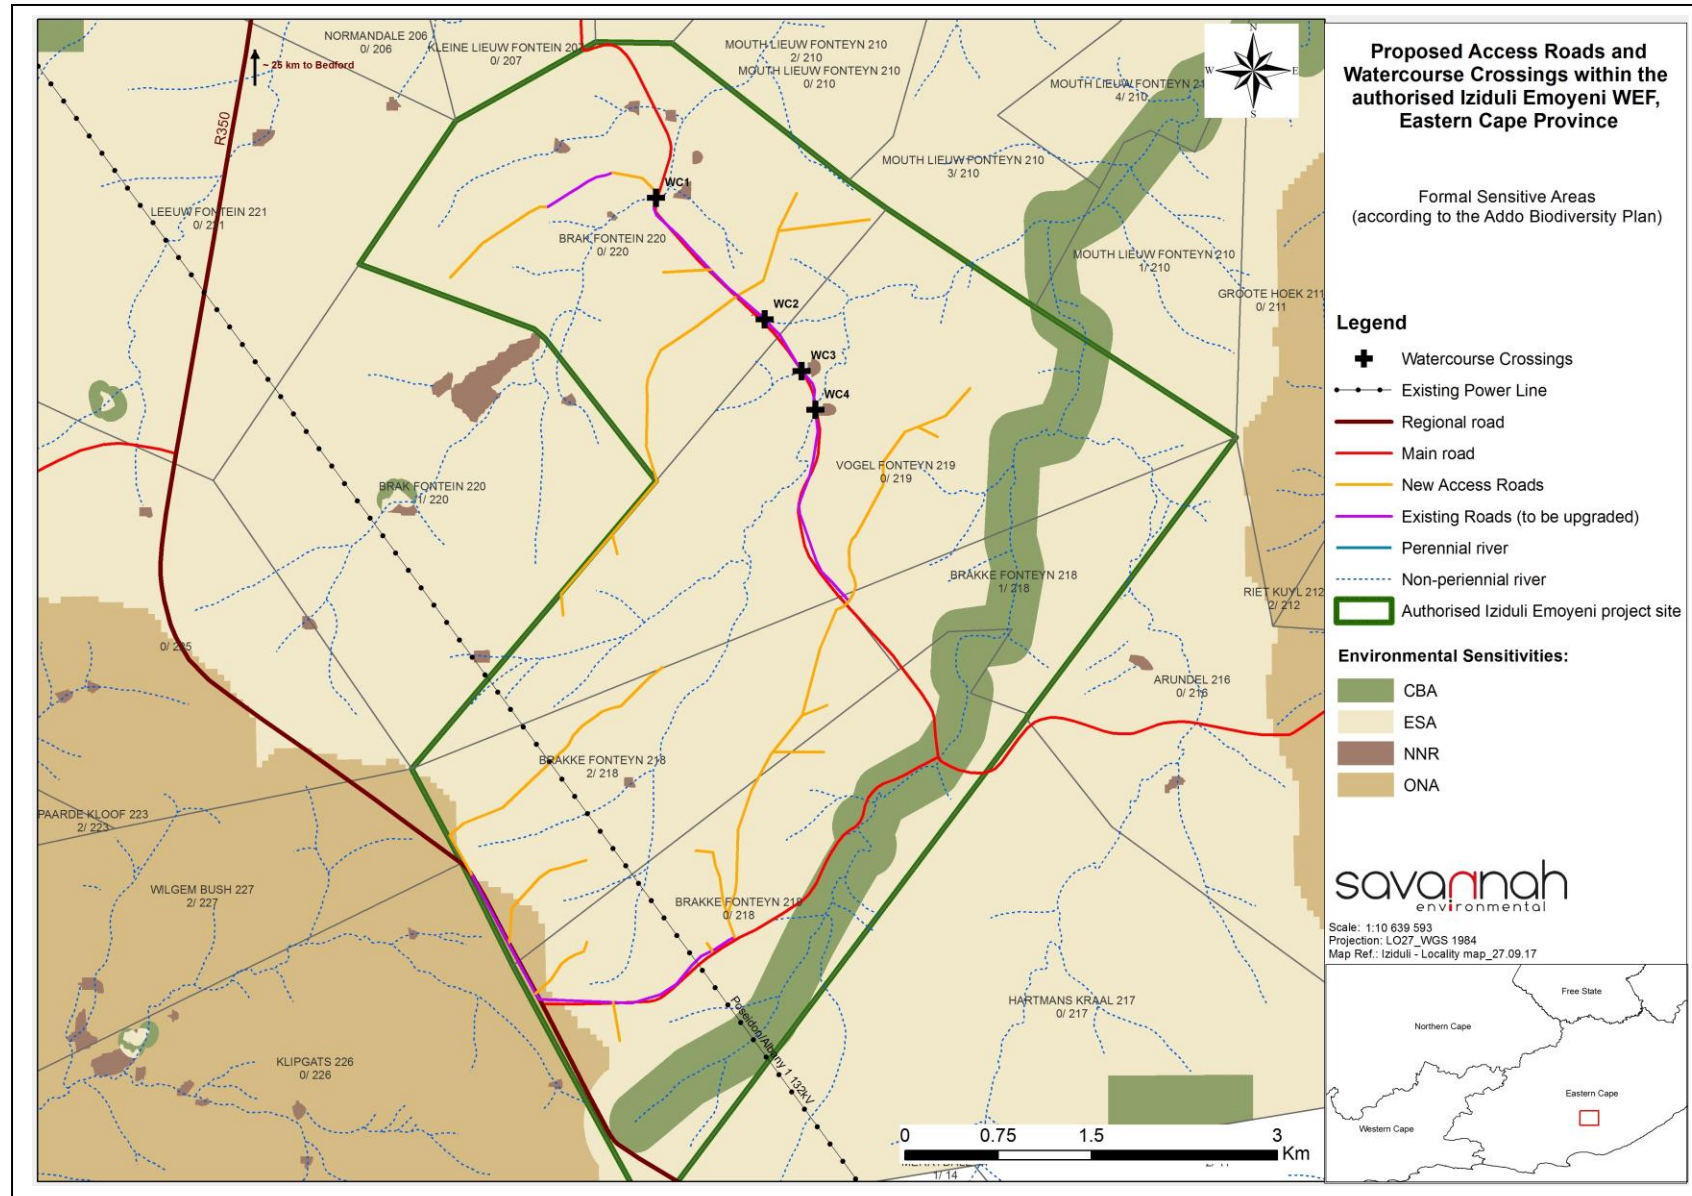 NORMANDALE 206
0/ 206
KLEINE LIEUW FONTEIN 207
0/ 207
MOUTH LIEUW FONTEYN 210
2/ 210
MOUTH LIEUW FONTEYN 210
0/ 210
MOUTH LIEUW FONTEYN 21
4/ 210
~ 25 km to Bedford
R350
N
W
E
S
MOUTH LIEUW FONTEYN 210
3/ 210
WC1
LEEUW FONTEIN 221
0/ 221
BRAK FONTEIN 220
0/ 220
MOUTH LIEUW FONTEYN 210
1/ 210
GROOTE HOEK 211
0/ 211
WC2
WC3
WC4
VOGEL FONTEYN 219
0/ 219
BRAK FONTEIN 220
1/ 220
BRAKKE FONTEYN 218
1/ 218
RIET KUYL 212
2/ 212
ARUNDEL 216
0/ 216
BRAKKE FONTEYN 218
2/ 218
PAARDE KLOOF 223
2/ 223
WILGEM BUSH 227
2/ 227
BRAKKE FONTEYN 218
0/ 218
Poseidon/Albany 1 132kV
HARTMANS KRAAL 217
0/ 217
KLIPGATS 226
0/ 226
1/ 14
0 0.75 1.5 3
Km
Proposed Access Roads and
Watercourse Crossings within the
authorised Iziduli Emoyeni WEF,
Eastern Cape Province
Formal Sensitive Areas
(according to the Addo Biodiversity Plan)
Legend
Watercourse Crossings
Existing Power Line
Regional road
Main road
New Access Roads
Existing Roads (to be upgraded)
Perennial river
Non-periennial river
Authorised Iziduli Emoyeni project site
Environmental Sensitivities:
CBA
ESA
NNR
ONA
savannah
environmental
Scale: 1:10 639 593
Projection: LO27_WGS 1984
Map Ref.: Iziduli - Locality map_27.09.17
Free State
Northern Cape
Eastern Cape
Western Cape